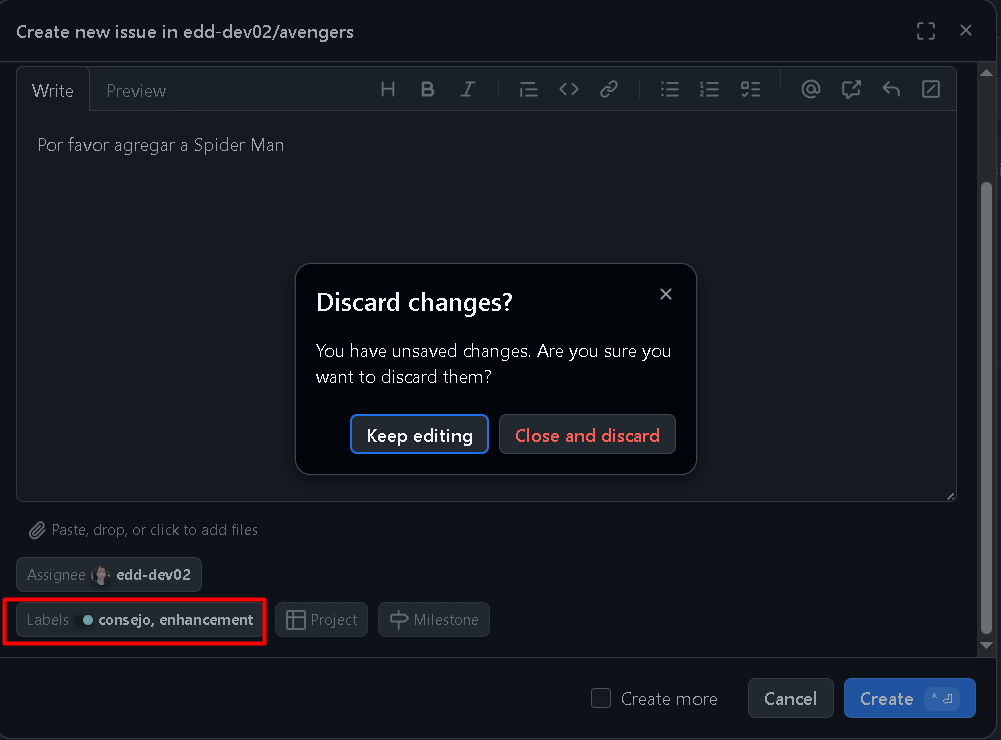 Create new issue in edd-dev02/avengers
Write Preview
Por favor agregar a Spider Man
Discard changes?
You have unsaved changes. Are you sure you
want to discard them?
Keep editing Close and discard
Paste, drop, or click to add files
Assignee edd-dev02
Labels consejo, enhancement Project Milestone
Create more Cancel Create